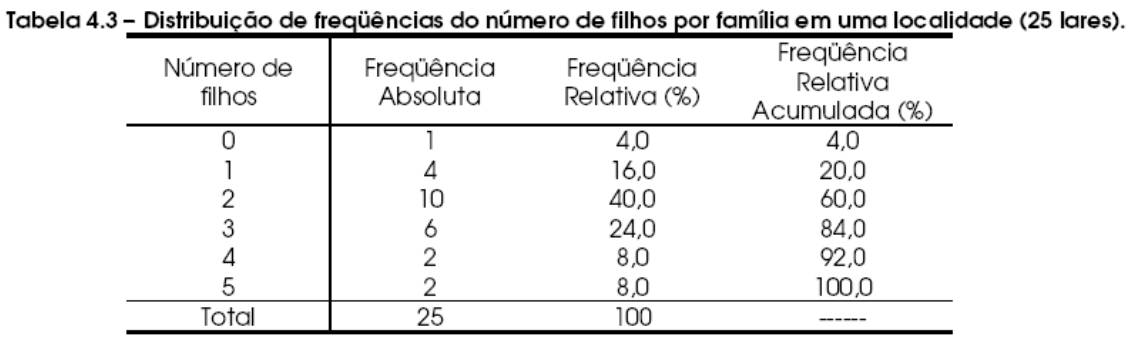 Tabela 4.3 – Distribuição de freqüências do número de filhos por família em uma localidade (25 lares).
Número de filhos Freqüência Absoluta Freqüência Relativa (%) Freqüência Relativa Acumulada (%)
0 1 4,0 4,0
1 4 16,0 20,0
2 10 40,0 60,0
3 6 24,0 84,0
4 2 8,0 92,0
5 2 8,0 100,0
Total 25 100 ------